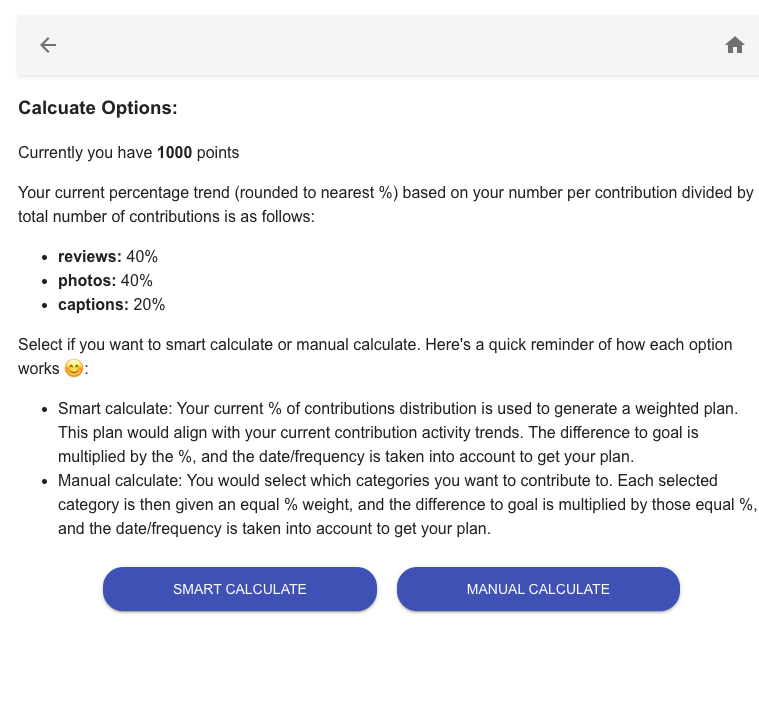 Calcuate Options:
Currently you have 1000 points
Your current percentage trend (rounded to nearest %) based on your number per contribution divided by
total number of contributions is as follows:
• reviews: 40%
• photos: 40%
• captions: 20%
Select if you want to smart calculate or manual calculate. Here's a quick reminder of how each option
works 😊:
• Smart calculate: Your current % of contributions distribution is used to generate a weighted plan.
This plan would align with your current contribution activity trends. The difference to goal is
multiplied by the %, and the date/frequency is taken into account to get your plan.
• Manual calculate: You would select which categories you want to contribute to. Each selected
category is then given an equal % weight, and the difference to goal is multiplied by those equal %,
and the date/frequency is taken into account to get your plan.
SMART CALCULATE
MANUAL CALCULATE